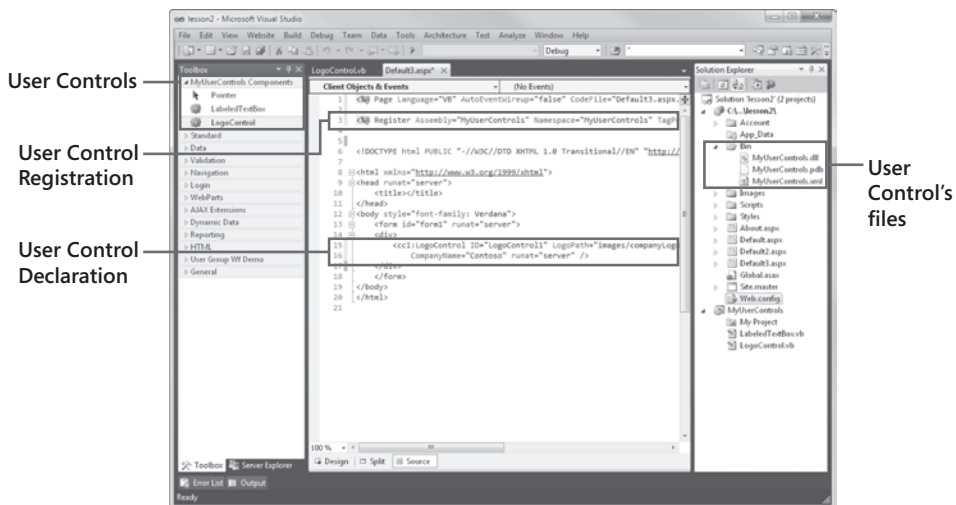 lesson2 - Microsoft Visual Studio
File Edit View Website Build Debug Team Data Tools Architecture Test Analyze Window Help
Debug
Toolbox
MyUserControls Components
Pointer
LabeledTextBox
LogoControl
Standard
Data
Validation
Navigation
Login
WebParts
AJAX Extensions
Dynamic Data
Reporting
HTML
User Group WF Demo
General
Toolbox Server Explorer
Error List Output
Ready
User Controls
User Control
Registration
User Control
Declaration
LogoControl.vb Default3.aspx*
Client Objects & Events (No Events)
1 <%@ Page Language="VB" AutoEventWireup="false" CodeFile="Default3.aspx.
2
3 <%@ Register Assembly="MyUserControls" Namespace="MyUserControls"
4
5
6 <!DOCTYPE html PUBLIC "-//W3C//DTD XHTML 1.0 Transitional//EN" "http://
7
8 <html xmlns="http://www.w3.org/1999/xhtml">
9 <head runat="server">
10 <title></title>
11 </head>
12 <body style="font-family: Verdana">
13 <form id="form1" runat="server">
14 <div>
15 <cc1:LogoControl ID="LogoControl1" LogoPath="images/companyLogo
16 CompanyName="Contoso" runat="server" />
17 </div>
18 </form>
19 </body>
20 </html>
21
100 %
Design Split Source
Solution Explorer
Solution 'lesson2' (2 projects)
C:\...\lesson2\
Account
App_Data
Bin
MyUserControls.dll
MyUserControls.pdb
MyUserControls.xml
Images
Scripts
Styles
About.aspx
Default.aspx
Default2.aspx
Default3.aspx
Global.asax
Site.master
Web.config
MyUserControls
My Project
LabeledTextBox.vb
LogoControl.vb
User
Control's
files